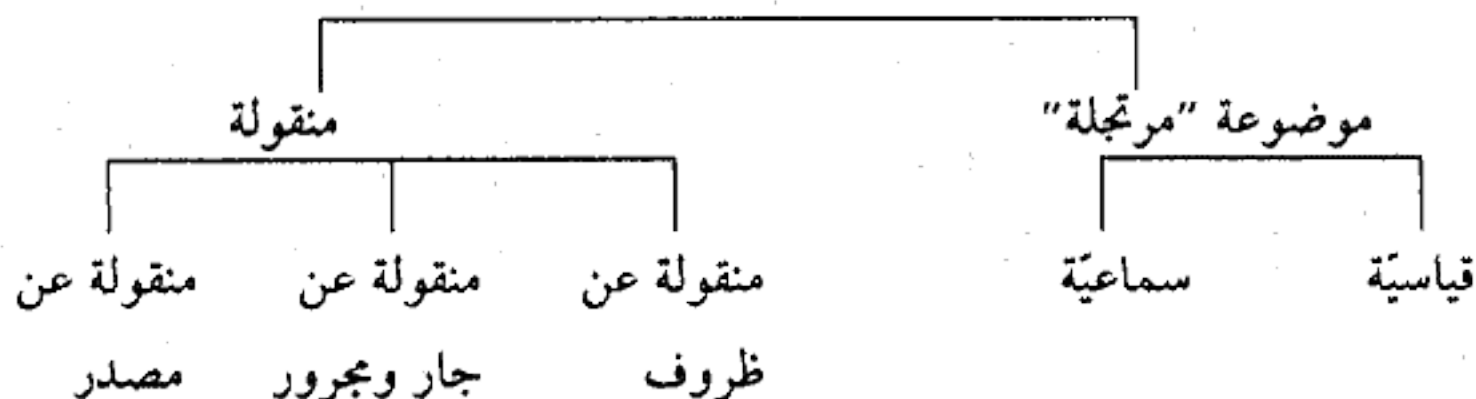 موضوعة "مرتجلة" منقولة
قياسيّة سماعيّة منقولة عن منقولة عن منقولة عن
ظروف جار ومجرور مصدر